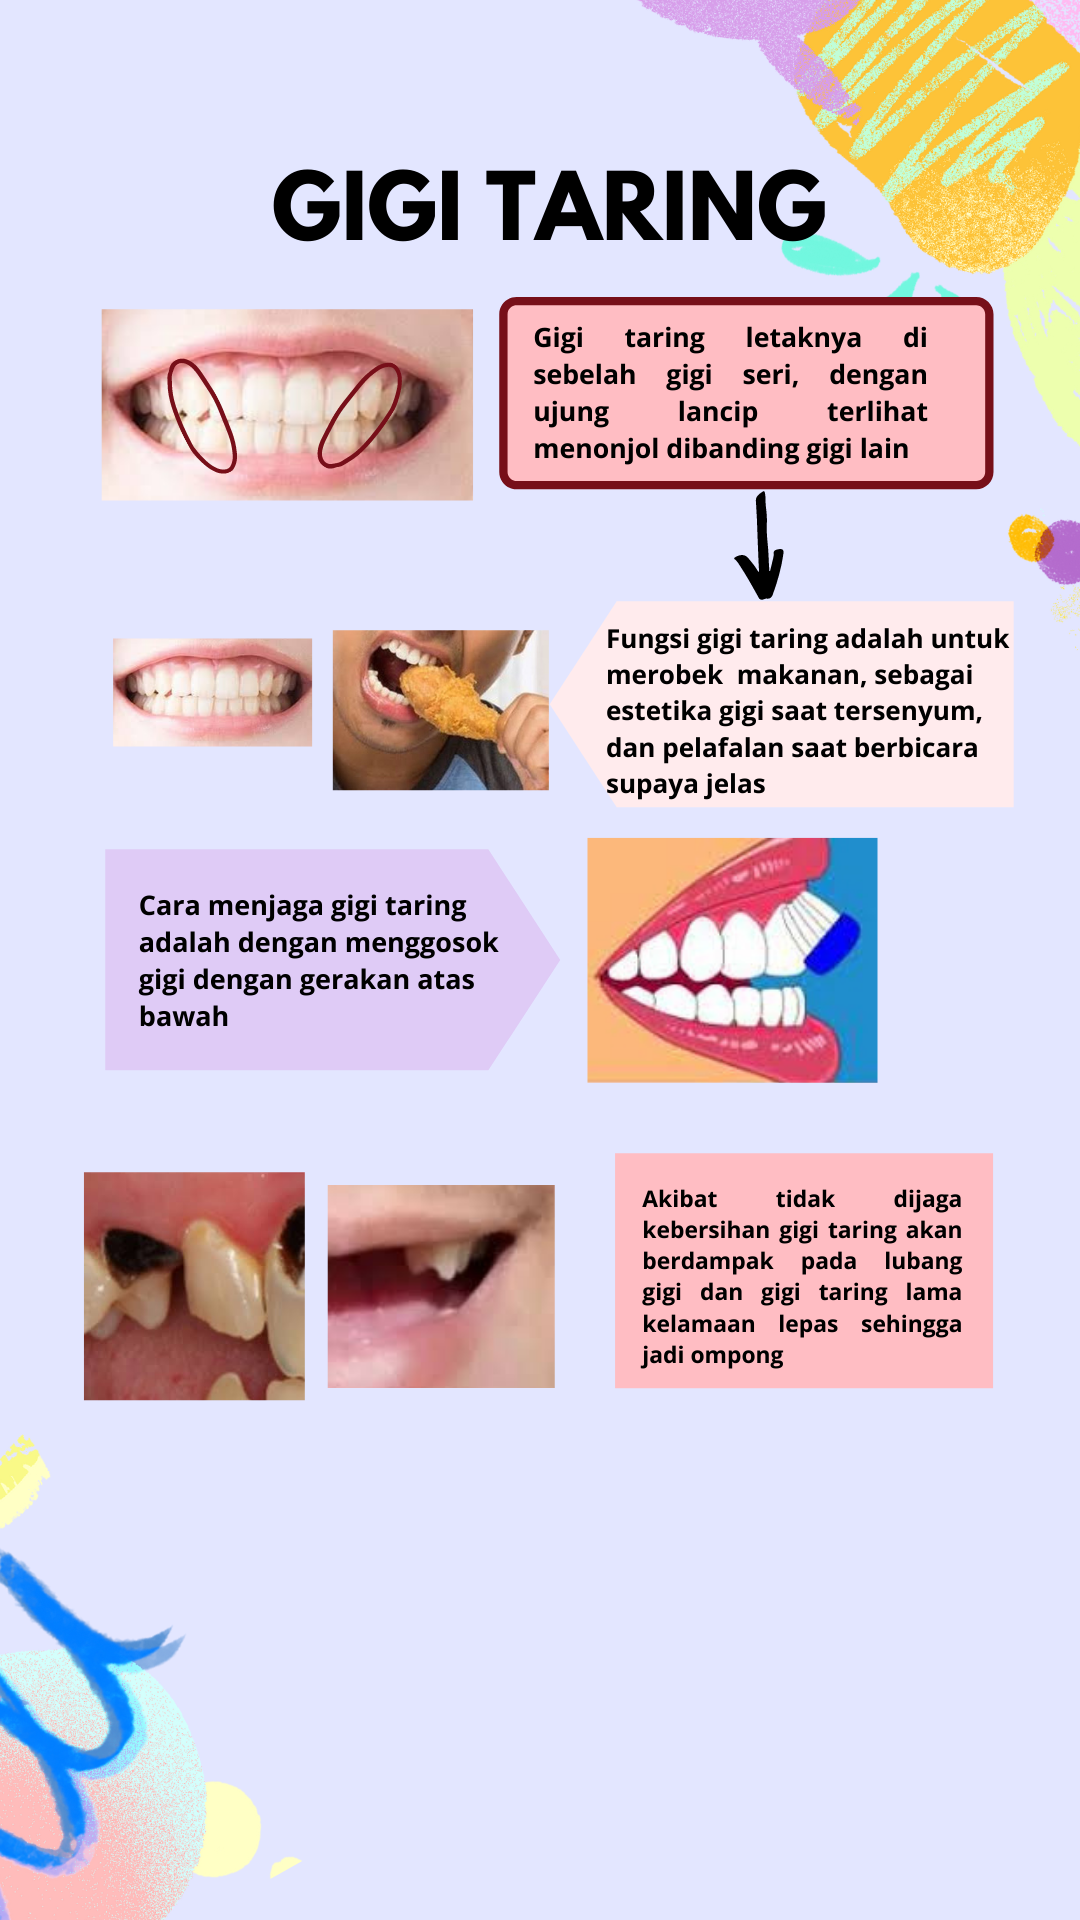 GIGI TARING
Gigi taring letaknya di
sebelah gigi seri, dengan
ujung lancip terlihat
menonjol dibanding gigi lain
Fungsi gigi taring adalah untuk
merobek makanan, sebagai
estetika gigi saat tersenyum,
dan pelafalan saat berbicara
supaya jelas
Cara menjaga gigi taring
adalah dengan menggosok
gigi dengan gerakan atas
bawah
Akibat tidak dijaga
kebersihan gigi taring akan
berdampak pada lubang
gigi dan gigi taring lama
kelamaan lepas sehingga
jadi ompong